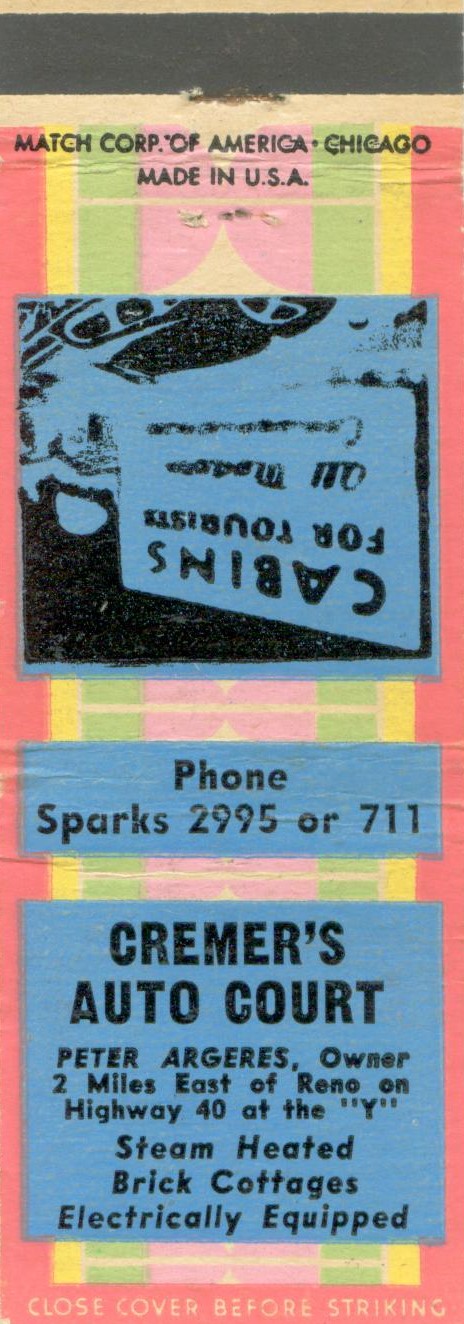 MATCH CORP. OF AMERICA · CHICAGO
MADE IN U.S.A.
CABINS
FOR TOURISTS
All Modern
Phone
Sparks 2995 or 711
CREMER'S
AUTO COURT
PETER ARGERES, Owner
2 Miles East of Reno on
Highway 40 at the "Y"
Steam Heated
Brick Cottages
Electrically Equipped
CLOSE COVER BEFORE STRIKING